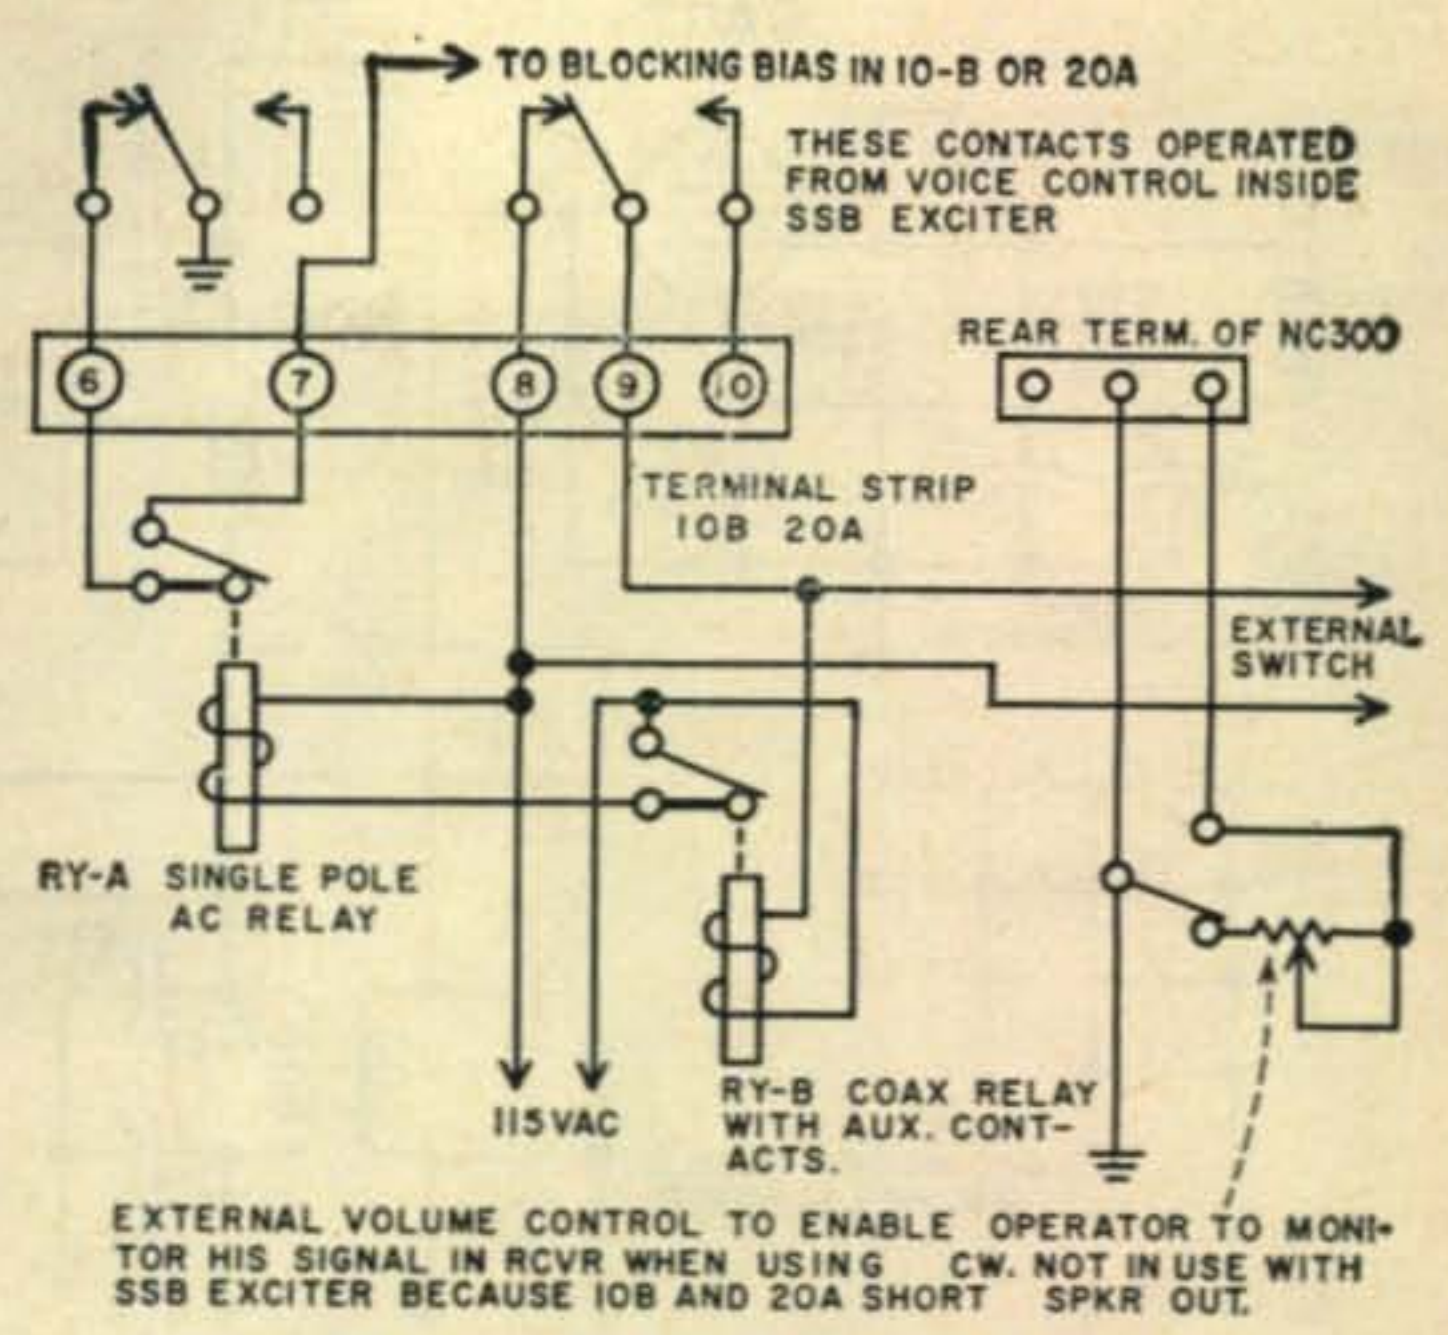 TO BLOCKING BIAS IN 10-B OR 20A
THESE CONTACTS OPERATED
FROM VOICE CONTROL INSIDE
SSB EXCITER
REAR TERM. OF NC300
6 7 8 9 10
TERMINAL STRIP
10B 20A
EXTERNAL
SWITCH
RY-A SINGLE POLE
AC RELAY
115VAC
RY-B COAX RELAY
WITH AUX. CONT-
ACTS.
EXTERNAL VOLUME CONTROL TO ENABLE OPERATOR TO MONI-
TOR HIS SIGNAL IN RCVR WHEN USING CW. NOT IN USE WITH
SSB EXCITER BECAUSE 10B AND 20A SHORT SPKR OUT.